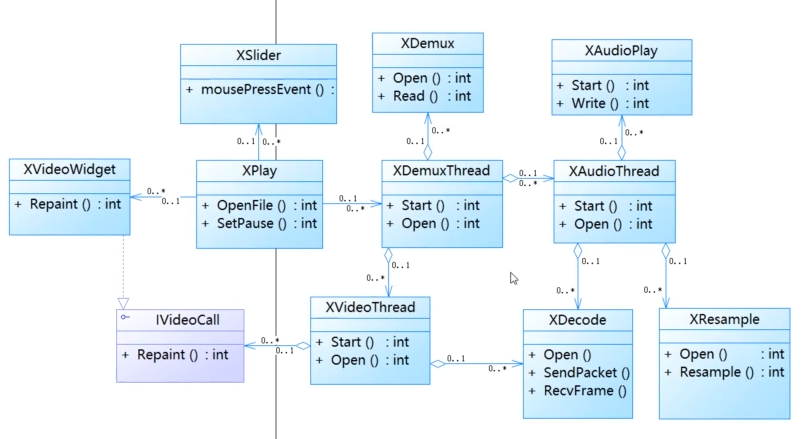 XSlider
+ mousePressEvent () :
XDemux
+ Open () : int
+ Read () : int
XAudioPlay
+ Start () : int
+ Write () : int
0..1
0..*
0..1
0..*
0..1
0..*
XVideoWidget
+ Repaint () : int
0..*
0..1
XPlay
+ OpenFile () : int
+ SetPause () : int
0..1
0..*
XDemuxThread
+ Start () : int
+ Open () : int
0..1
0..*
XAudioThread
+ Start () : int
+ Open () : int
0..1
0..*
0..1
0..*
0..1
0..*
IVideoCall
+ Repaint () : int
0..*
0..1
XVideoThread
+ Start () : int
+ Open () : int
0..1
0..*
XDecode
+ Open ()
+ SendPacket ()
+ RecvFrame ()
XResample
+ Open () : int
+ Resample () : int